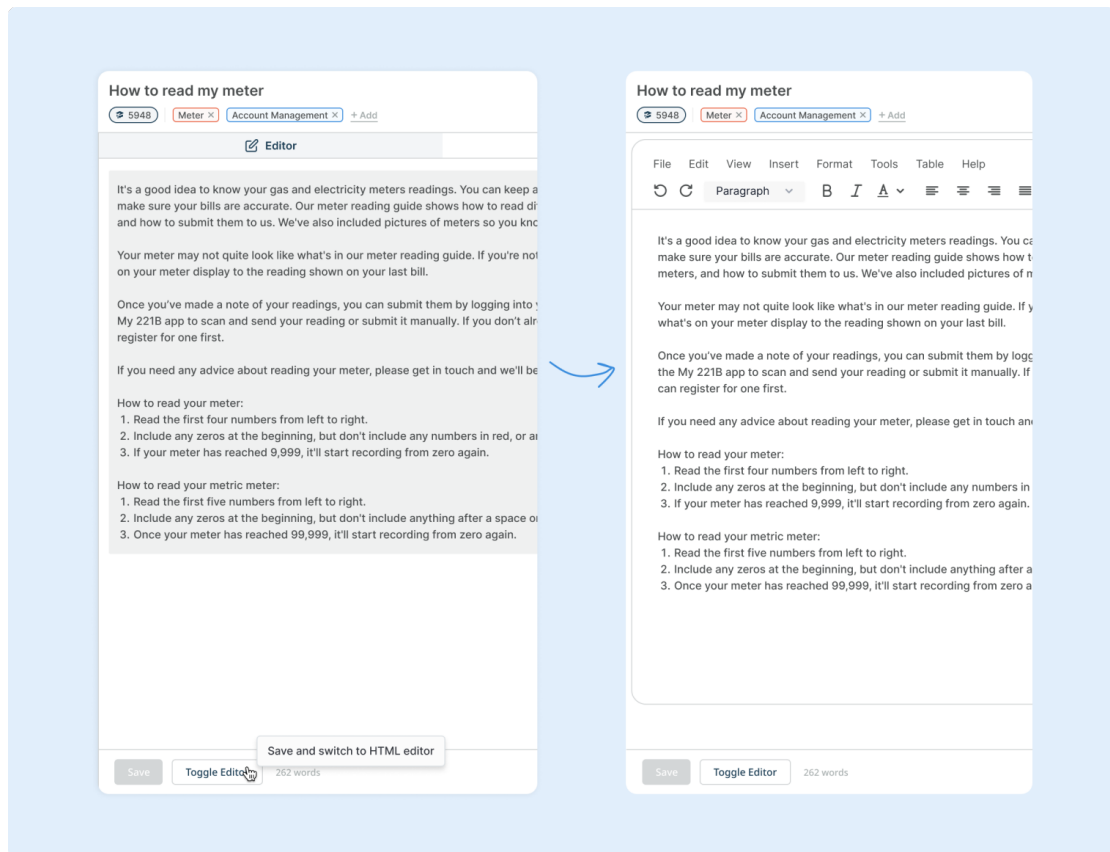 How to read my meter
5948 Meter × Account Management × + Add
Editor
It's a good idea to know your gas and electricity meters readings. You can keep a
make sure your bills are accurate. Our meter reading guide shows how to read di
and how to submit them to us. We've also included pictures of meters so you kno
Your meter may not quite look like what's in our meter reading guide. If you're not
on your meter display to the reading shown on your last bill.
Once you've made a note of your readings, you can submit them by logging into
My 221B app to scan and send your reading or submit it manually. If you don't alr
register for one first.
If you need any advice about reading your meter, please get in touch and we'll be
How to read your meter:
1. Read the first four numbers from left to right.
2. Include any zeros at the beginning, but don't include any numbers in red, or a
3. If your meter has reached 9,999, it'll start recording from zero again.
How to read your metric meter:
1. Read the first five numbers from left to right.
2. Include any zeros at the beginning, but don't include anything after a space o
3. Once your meter has reached 99,999, it'll start recording from zero again.
Save and switch to HTML editor
Save Toggle Editor 262 words
How to read my meter
5948 Meter × Account Management × + Add
File Edit View Insert Format Tools Table Help
Paragraph B I A
It's a good idea to know your gas and electricity meters readings. You ca
make sure your bills are accurate. Our meter reading guide shows how t
meters, and how to submit them to us. We've also included pictures of m
Your meter may not quite look like what's in our meter reading guide. If y
what's on your meter display to the reading shown on your last bill.
Once you've made a note of your readings, you can submit them by logg
the My 221B app to scan and send your reading or submit it manually. If
can register for one first.
If you need any advice about reading your meter, please get in touch an
How to read your meter:
1. Read the first four numbers from left to right.
2. Include any zeros at the beginning, but don't include any numbers in
3. If your meter has reached 9,999, it'll start recording from zero again.
How to read your metric meter:
1. Read the first five numbers from left to right.
2. Include any zeros at the beginning, but don't include anything after a
3. Once your meter has reached 99,999, it'll start recording from zero a
Save Toggle Editor 262 words